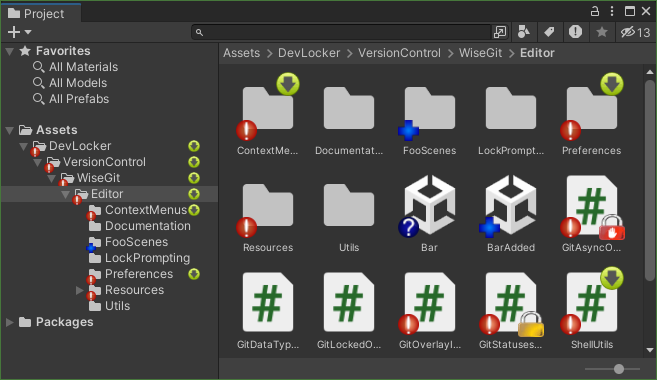 Project
13
Favorites
All Materials
All Models
All Prefabs
Assets
DevLocker
VersionControl
WiseGit
Editor
ContextMenus
Documentation
FooScenes
LockPrompting
Preferences
Resources
Utils
Packages
Assets > DevLocker > VersionControl > WiseGit > Editor
ContextMe... Documentat... FooScenes LockPrompt... Preferences
Resources Utils Bar BarAdded GitAsyncO...
GitDataTyp... GitLockedO... GitOverlayI... GitStatuses... ShellUtils